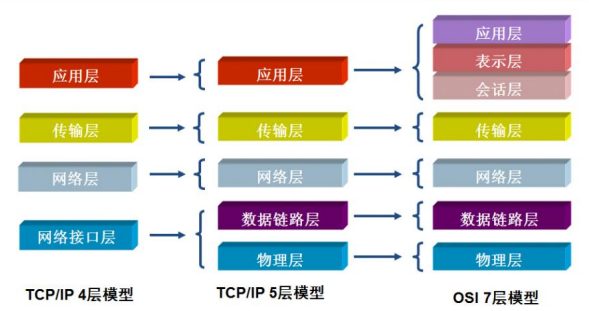 应用层
传输层
网络层
网络接口层
TCP/IP 4层模型
应用层
传输层
网络层
数据链路层
物理层
TCP/IP 5层模型
应用层
表示层
会话层
传输层
网络层
数据链路层
物理层
OSI 7层模型